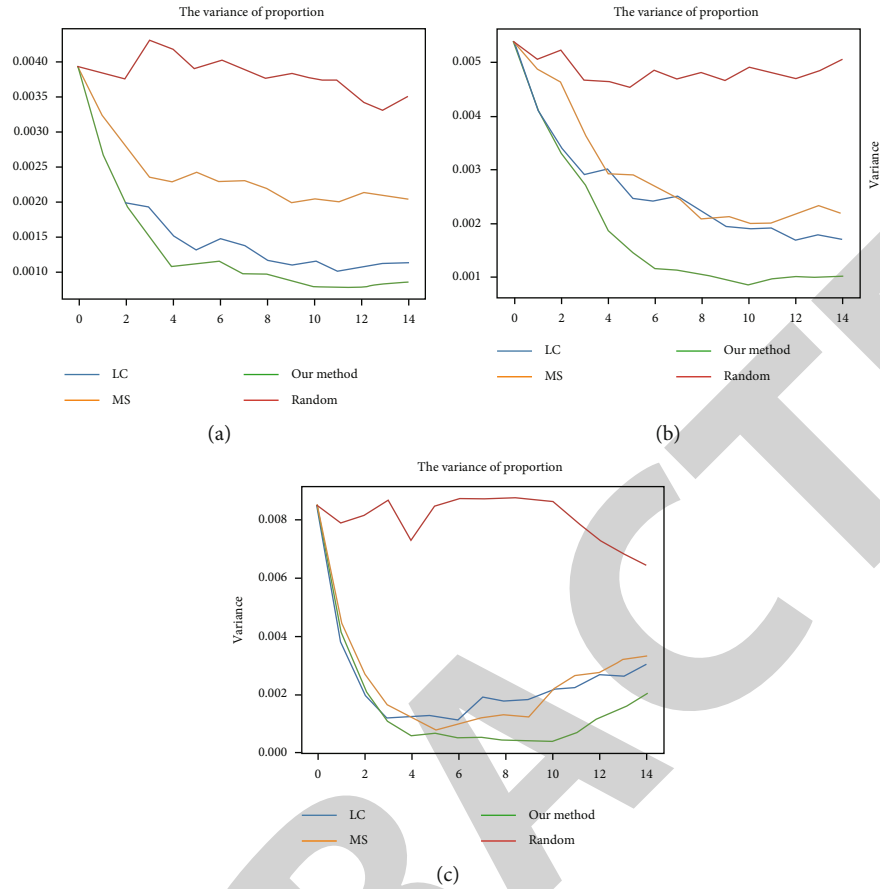 The variance of proportion
0.0040
0.0035
0.0030
0.0025
0.0020
0.0015
0.0010
0 2 4 6 8 10 12 14
LC Our method
MS Random
(a)
The variance of proportion
0.005
0.004
0.003
0.002
0.001
Variance
0 2 4 6 8 10 12 14
LC Our method
MS Random
(b)
The variance of proportion
Variance
0.008
0.006
0.004
0.002
0.000
0 2 4 6 8 10 12 14
LC Our method
MS Random
(c)
RACT